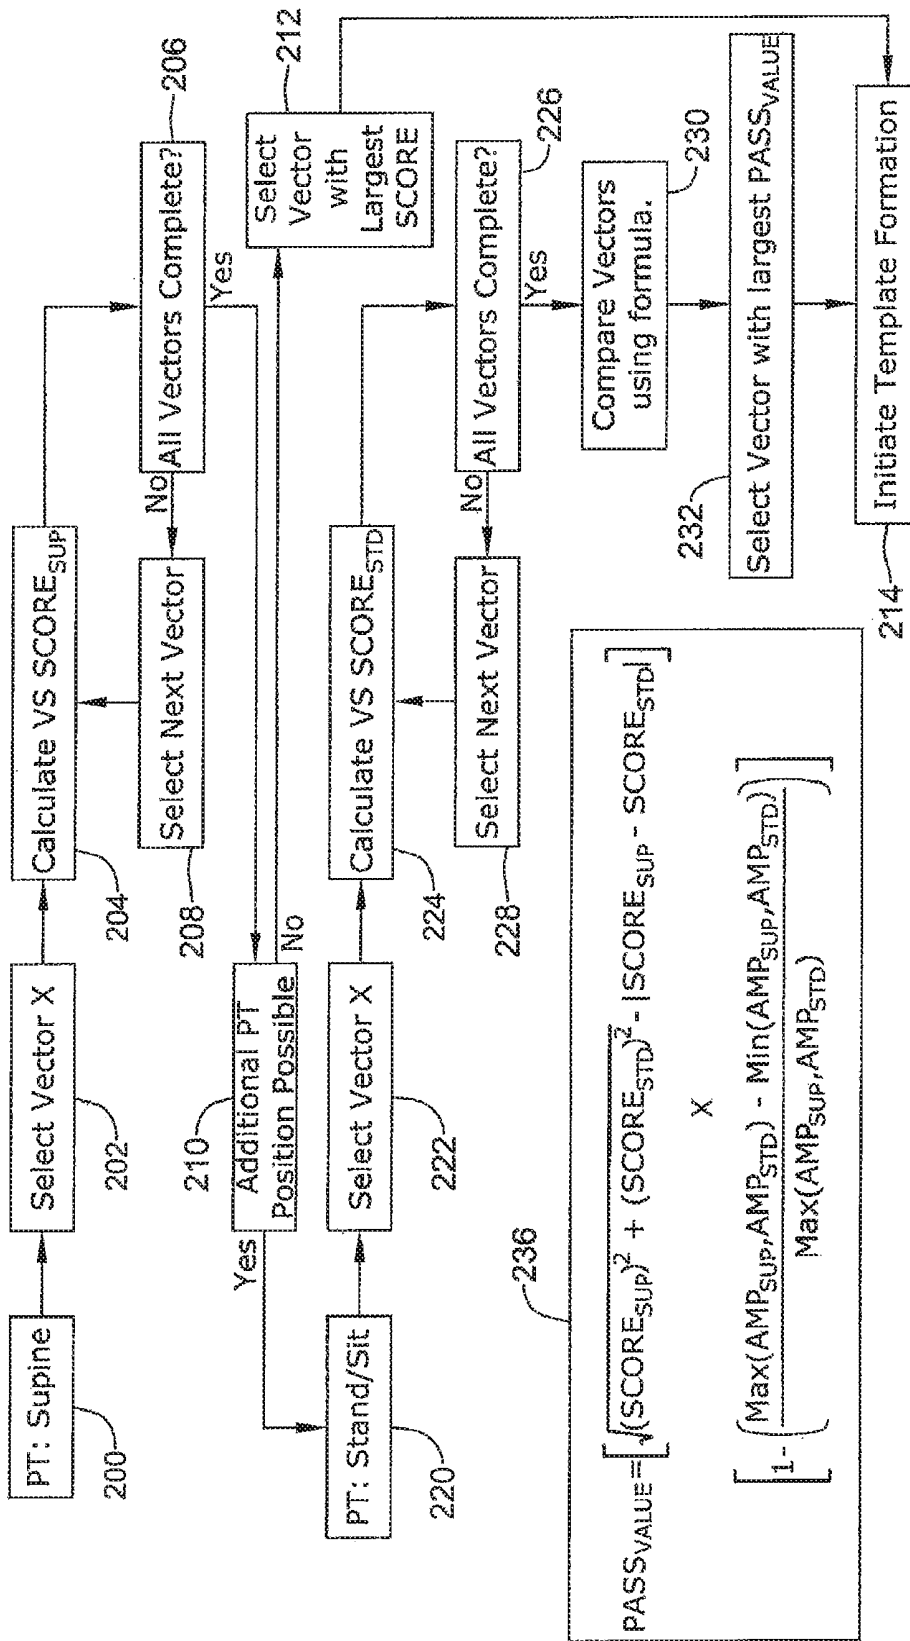 PT: Supine
200
Select Vector X
202
Calculate VS SCORE_SUP
204
All Vectors Complete?
206
No
Yes
Select Next Vector
208
210
Additional PT
Position Possible
Yes
No
Select
Vector
with
Largest
SCORE
212
PT: Stand/Sit
220
Select Vector X
222
Calculate VS SCORE_STD
224
All Vectors Complete?
226
No
Yes
Select Next Vector
228
Compare Vectors
using formula.
230
232
Select Vector with largest PASS_VALUE
Initiate Template Formation
214
236
PASS_VALUE = [√(SCORE_SUP)² + (SCORE_STD)² - |SCORE_SUP - SCORE_STD|]
X
[1 - (Max(AMP_SUP,AMP_STD) - Min(AMP_SUP,AMP_STD)
Max(AMP_SUP,AMP_STD))]